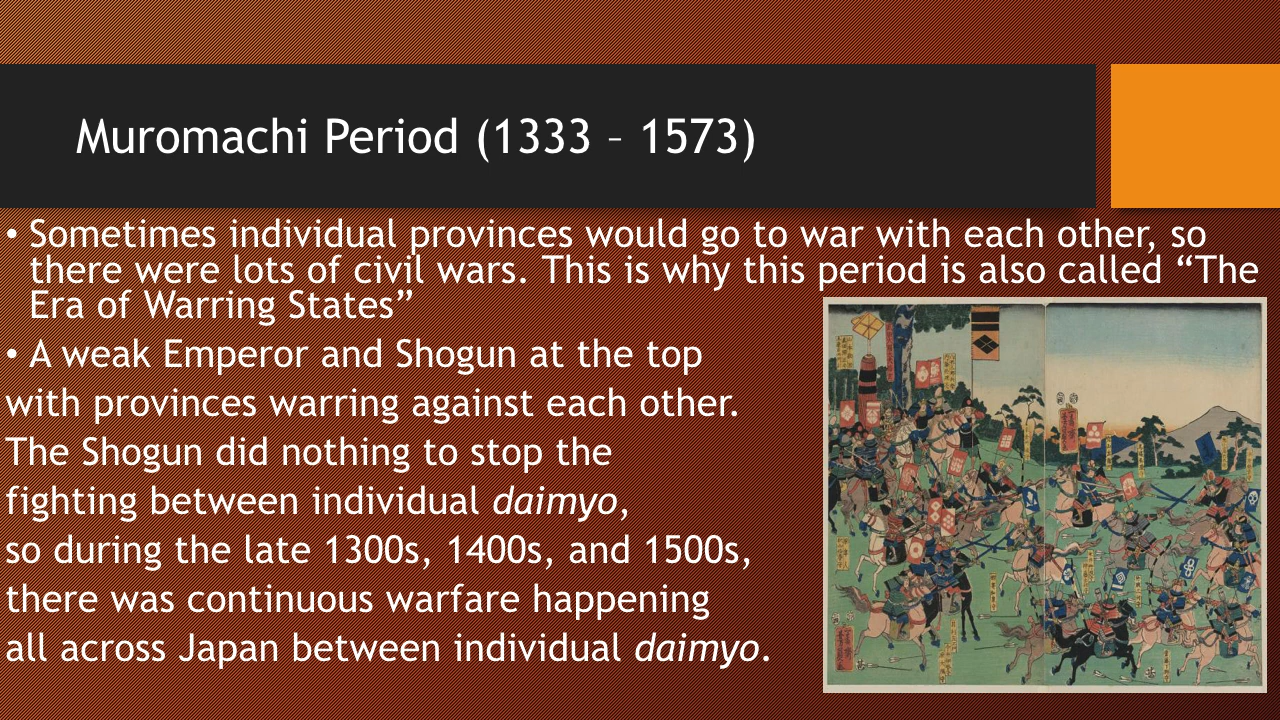 Muromachi Period (1333 – 1573)
• Sometimes individual provinces would go to war with each other, so
there were lots of civil wars. This is why this period is also called “The
Era of Warring States”
• A weak Emperor and Shogun at the top
with provinces warring against each other.
The Shogun did nothing to stop the
fighting between individual daimyo,
so during the late 1300s, 1400s, and 1500s,
there was continuous warfare happening
all across Japan between individual daimyo.